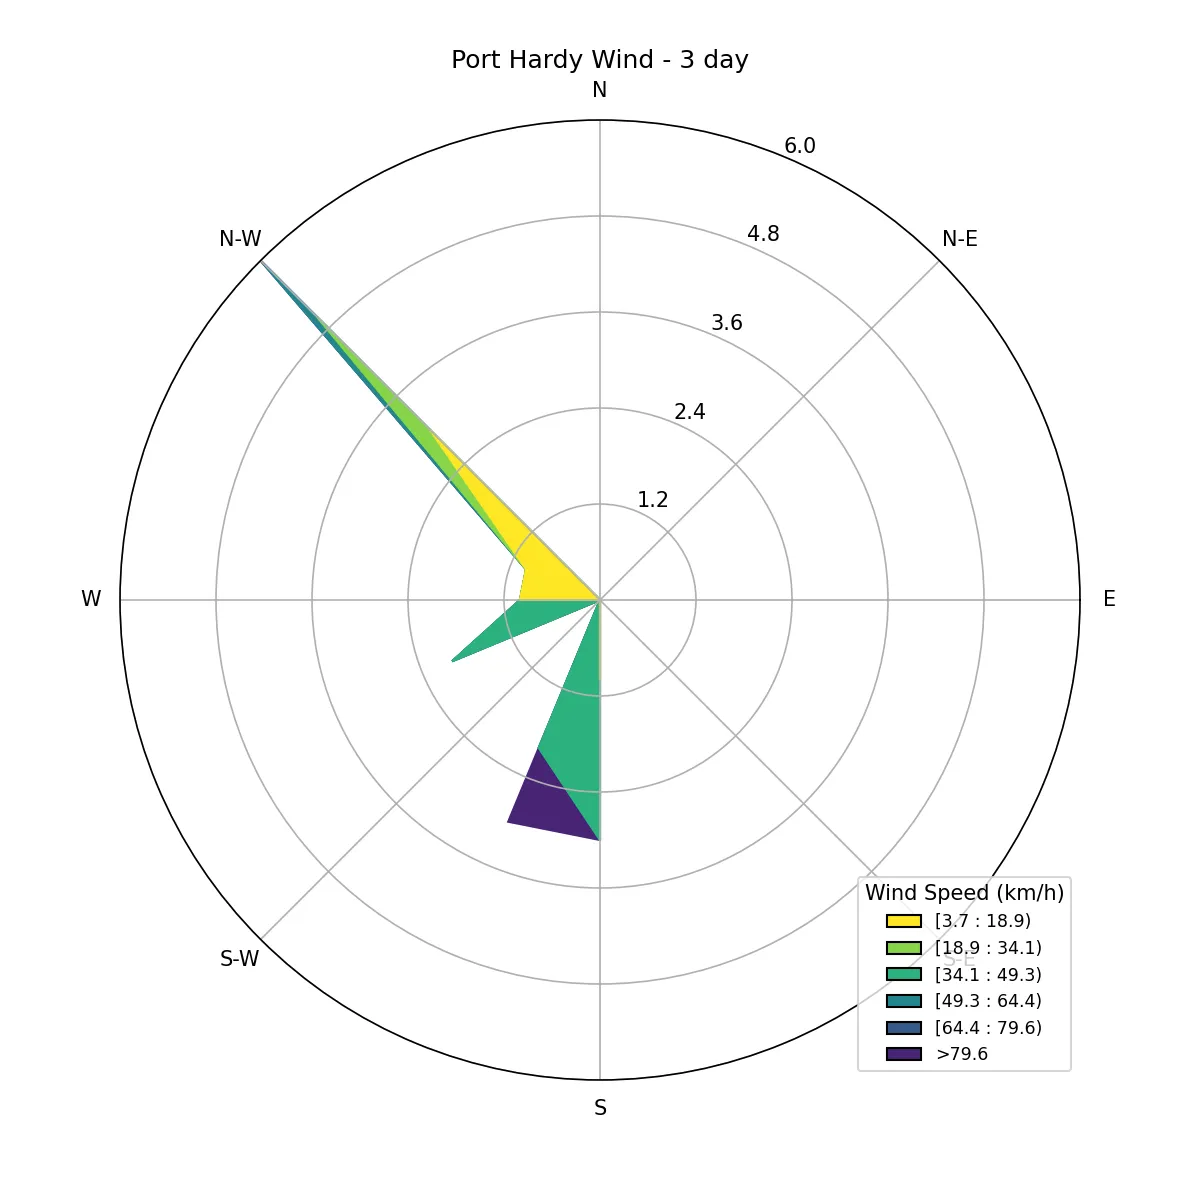 Port Hardy Wind - 3 day
N
6.0
N-W
N-E
4.8
3.6
2.4
1.2
W
E
Wind Speed (km/h)
[3.7 : 18.9)
[18.9 : 34.1)
S-W
S-E
[34.1 : 49.3)
[49.3 : 64.4)
[64.4 : 79.6)
>79.6
S